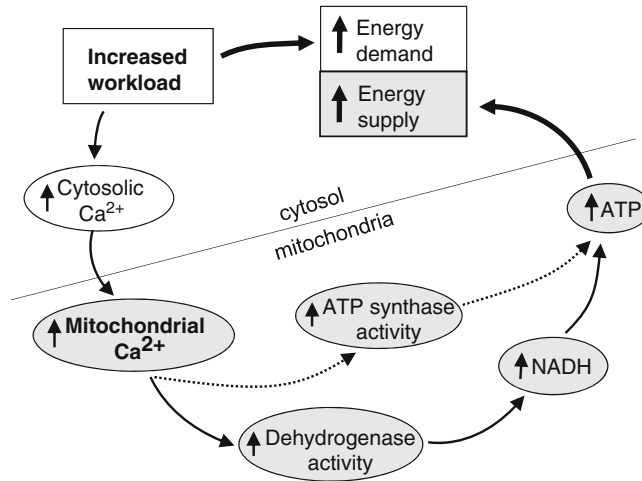 Increased
workload
Energy
demand
Energy
supply
Cytosolic
Ca2+
cytosol
mitochondria
ATP
Mitochondrial
Ca2+
ATP synthase
activity
NADH
Dehydrogenase
activity